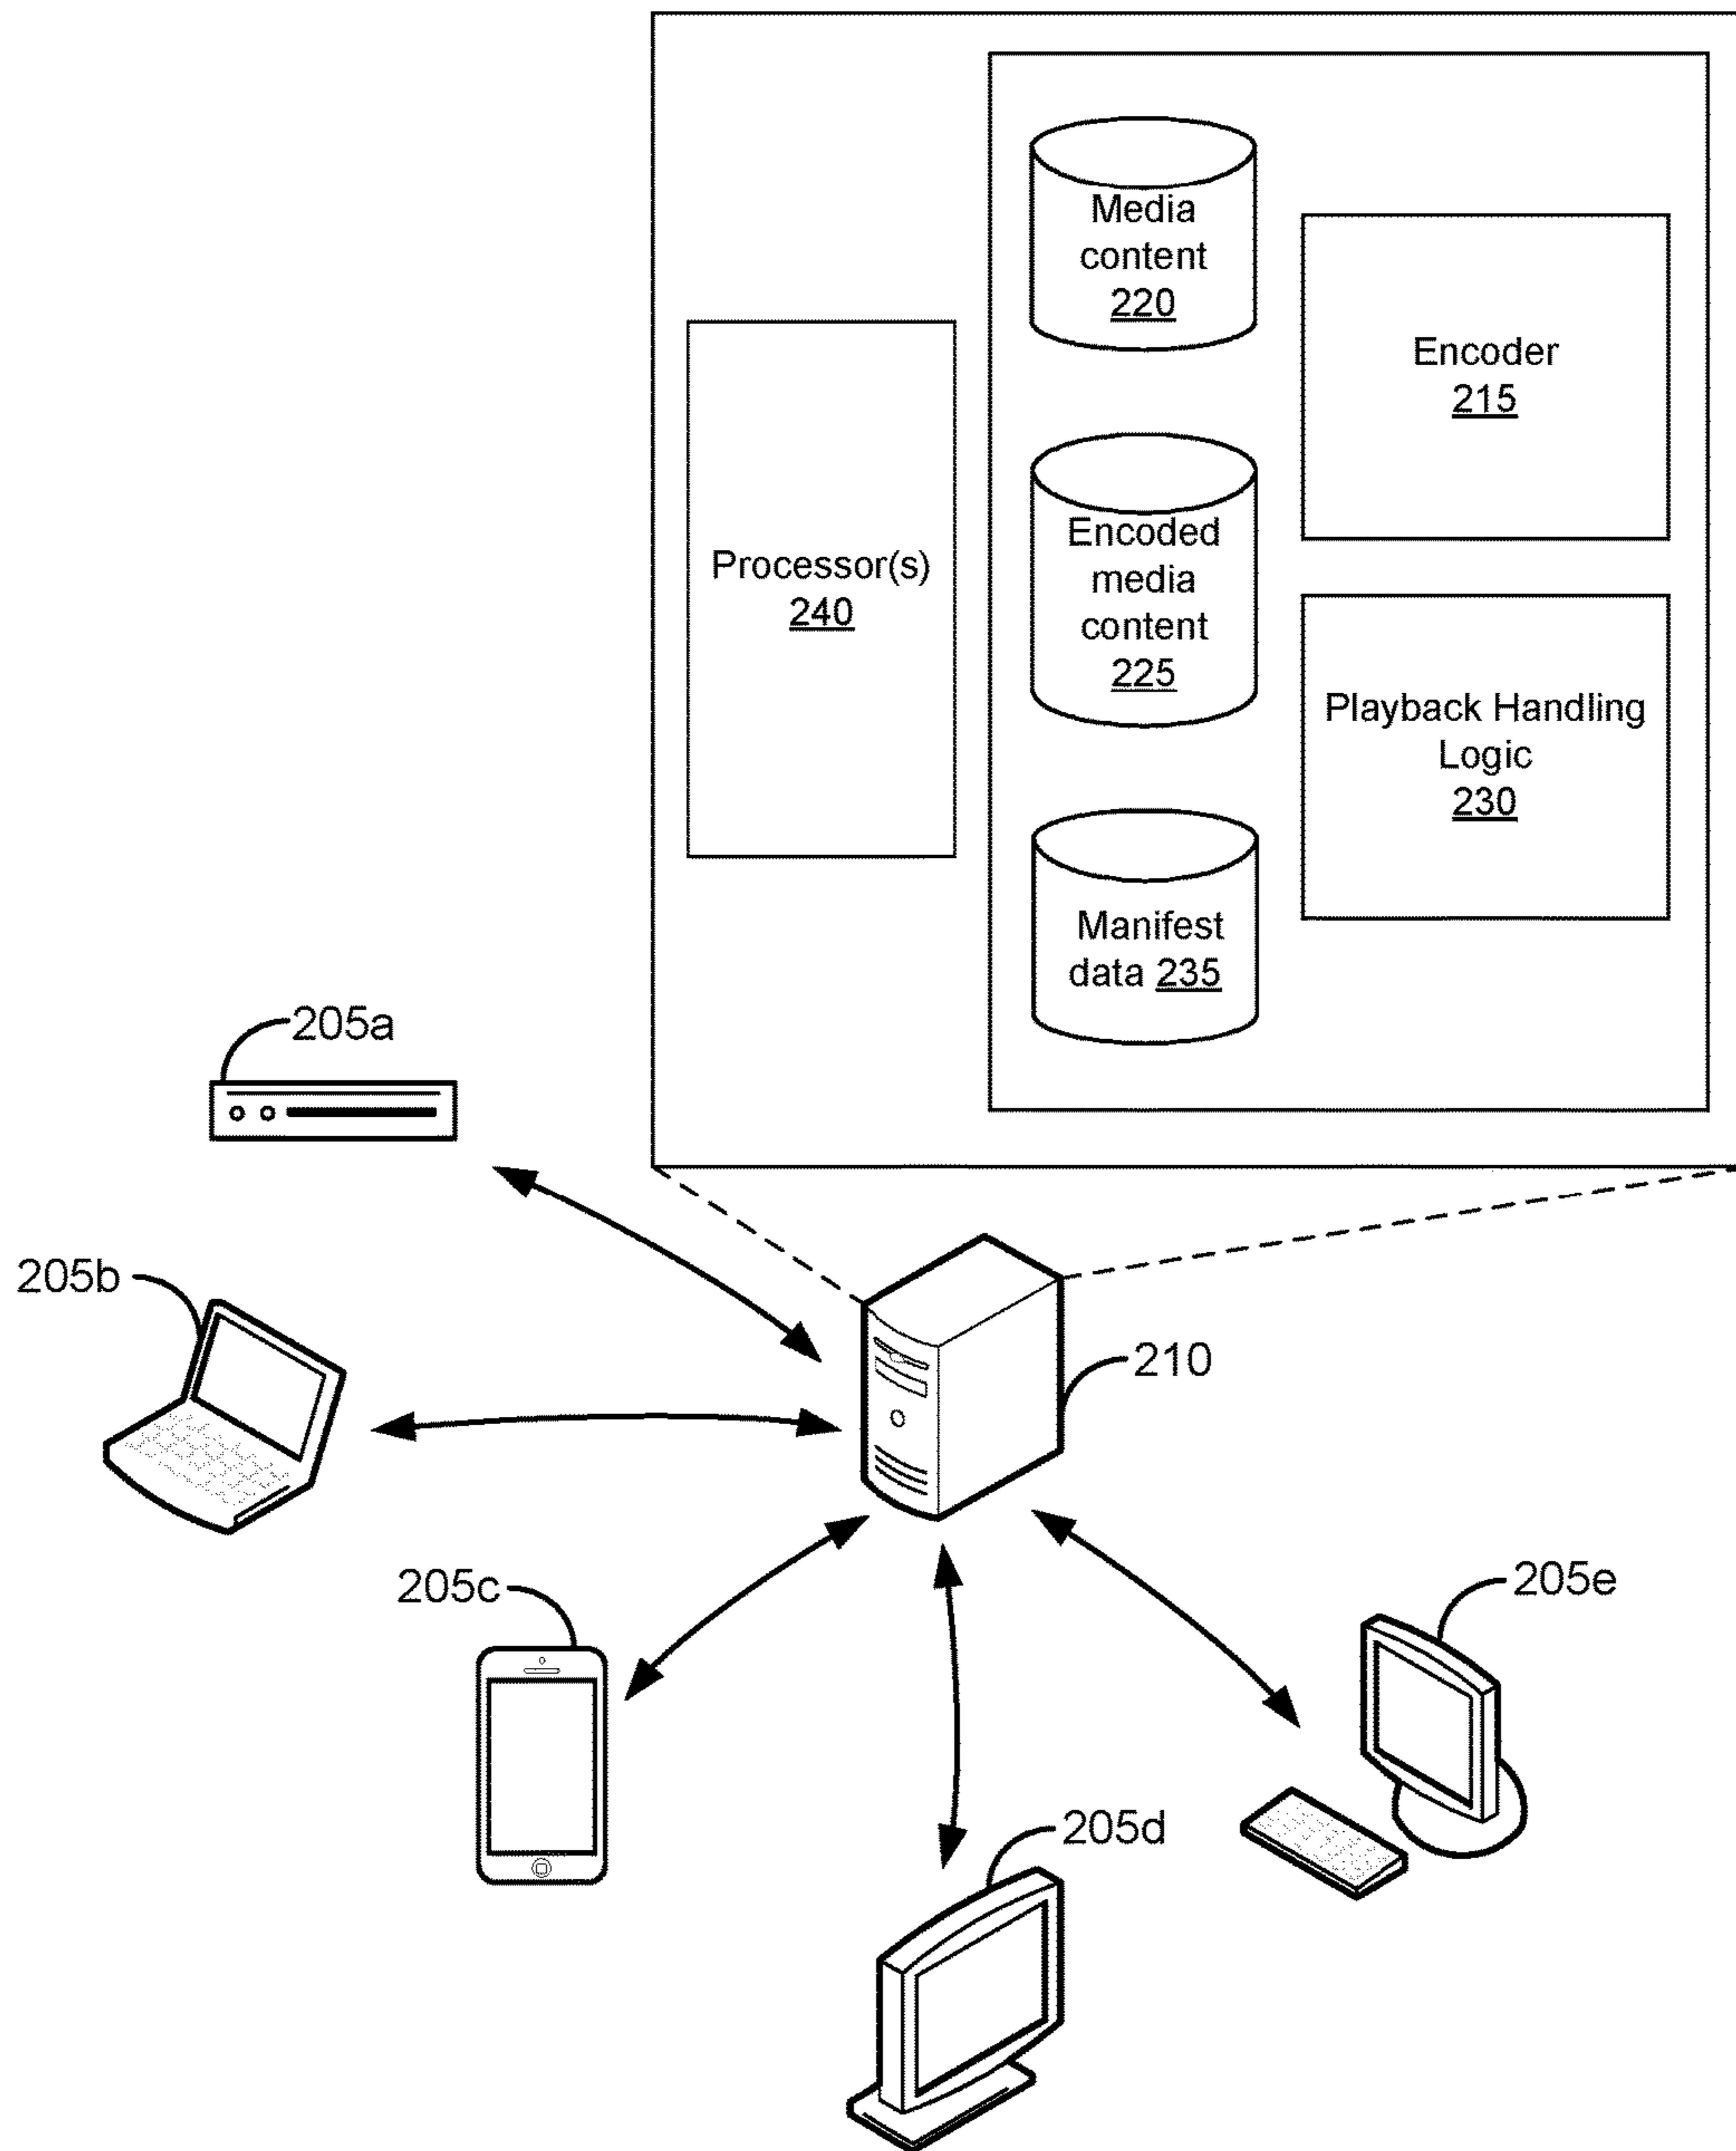 Media
content
220
Encoder
215
Processor(s)
240
Encoded
media
content
225
Playback Handling
Logic
230
Manifest
data 235
205a
205b
210
205c
205e
205d